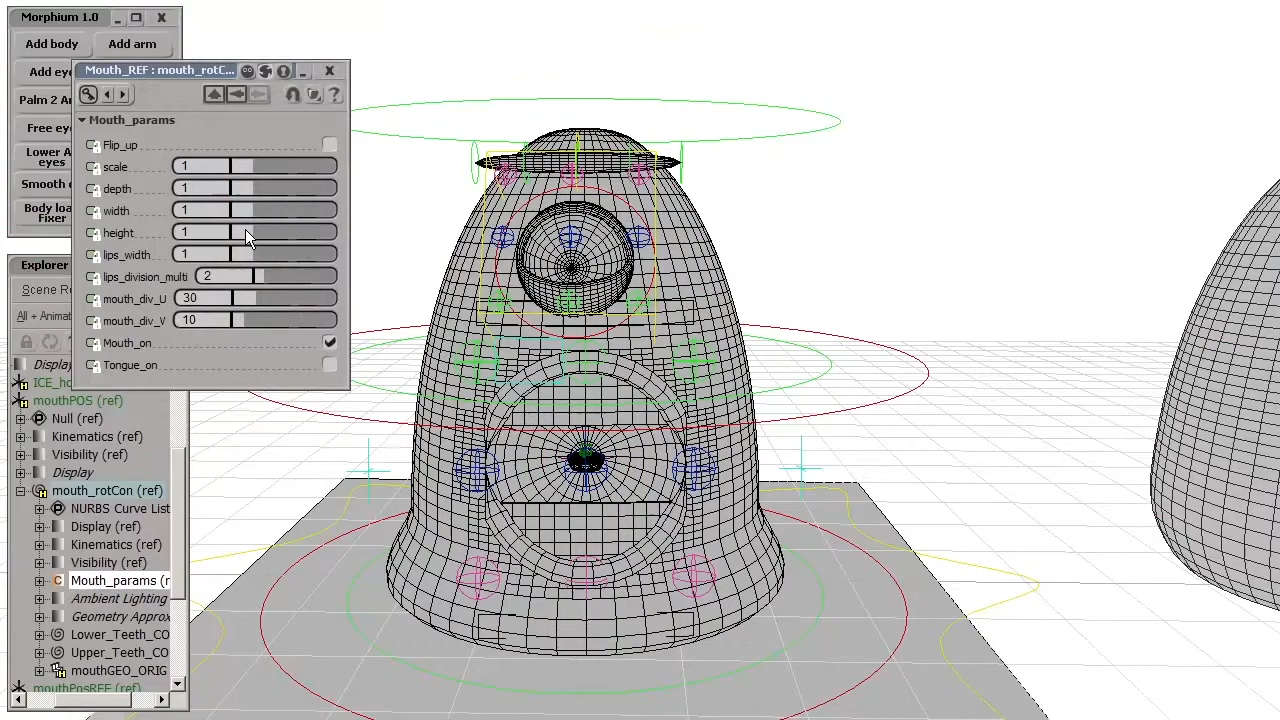 Morphium 1.0
Add body
Add arm
Add eye
Palm 2 A
Free eye
Lower A
eyes
Smooth
Body loa
Fixer
Mouth_REF : mouth_rotC...
Mouth_params
Flip_up
scale 1
depth 1
width 1
height 1
lips_width 1
lips_division_multi 2
mouth_div_U 30
mouth_div_V 10
Mouth_on
Tongue_on
Explorer
Scene R
All + Animat
Display
ICE_h
mouthPOS (ref)
Null (ref)
Kinematics (ref)
Visibility (ref)
Display
mouth_rotCon (ref)
NURBS Curve List
Display (ref)
Kinematics (ref)
Visibility (ref)
Mouth_params (r
Ambient Lighting
Geometry Approx
Lower_Teeth_CO
Upper_Teeth_CO
mouthGEO_ORIG
mouthPosREF (ref)